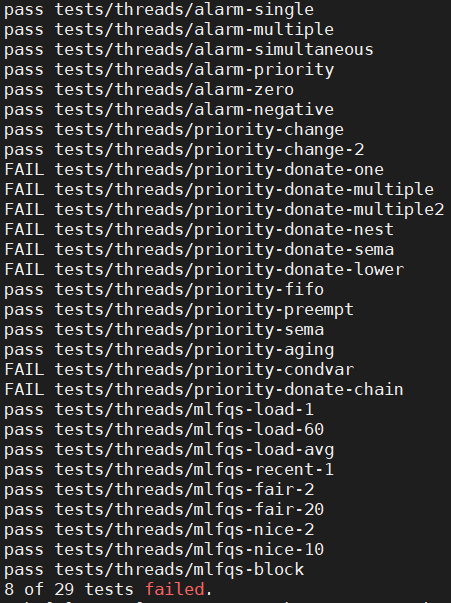 pass tests/threads/alarm-single
pass tests/threads/alarm-multiple
pass tests/threads/alarm-simultaneous
pass tests/threads/alarm-priority
pass tests/threads/alarm-zero
pass tests/threads/alarm-negative
pass tests/threads/priority-change
pass tests/threads/priority-change-2
FAIL tests/threads/priority-donate-one
FAIL tests/threads/priority-donate-multiple
FAIL tests/threads/priority-donate-multiple2
FAIL tests/threads/priority-donate-nest
FAIL tests/threads/priority-donate-sema
FAIL tests/threads/priority-donate-lower
pass tests/threads/priority-fifo
pass tests/threads/priority-preempt
pass tests/threads/priority-sema
pass tests/threads/priority-aging
FAIL tests/threads/priority-condvar
FAIL tests/threads/priority-donate-chain
pass tests/threads/mlfqs-load-1
pass tests/threads/mlfqs-load-60
pass tests/threads/mlfqs-load-avg
pass tests/threads/mlfqs-recent-1
pass tests/threads/mlfqs-fair-2
pass tests/threads/mlfqs-fair-20
pass tests/threads/mlfqs-nice-2
pass tests/threads/mlfqs-nice-10
pass tests/threads/mlfqs-block
8 of 29 tests failed.